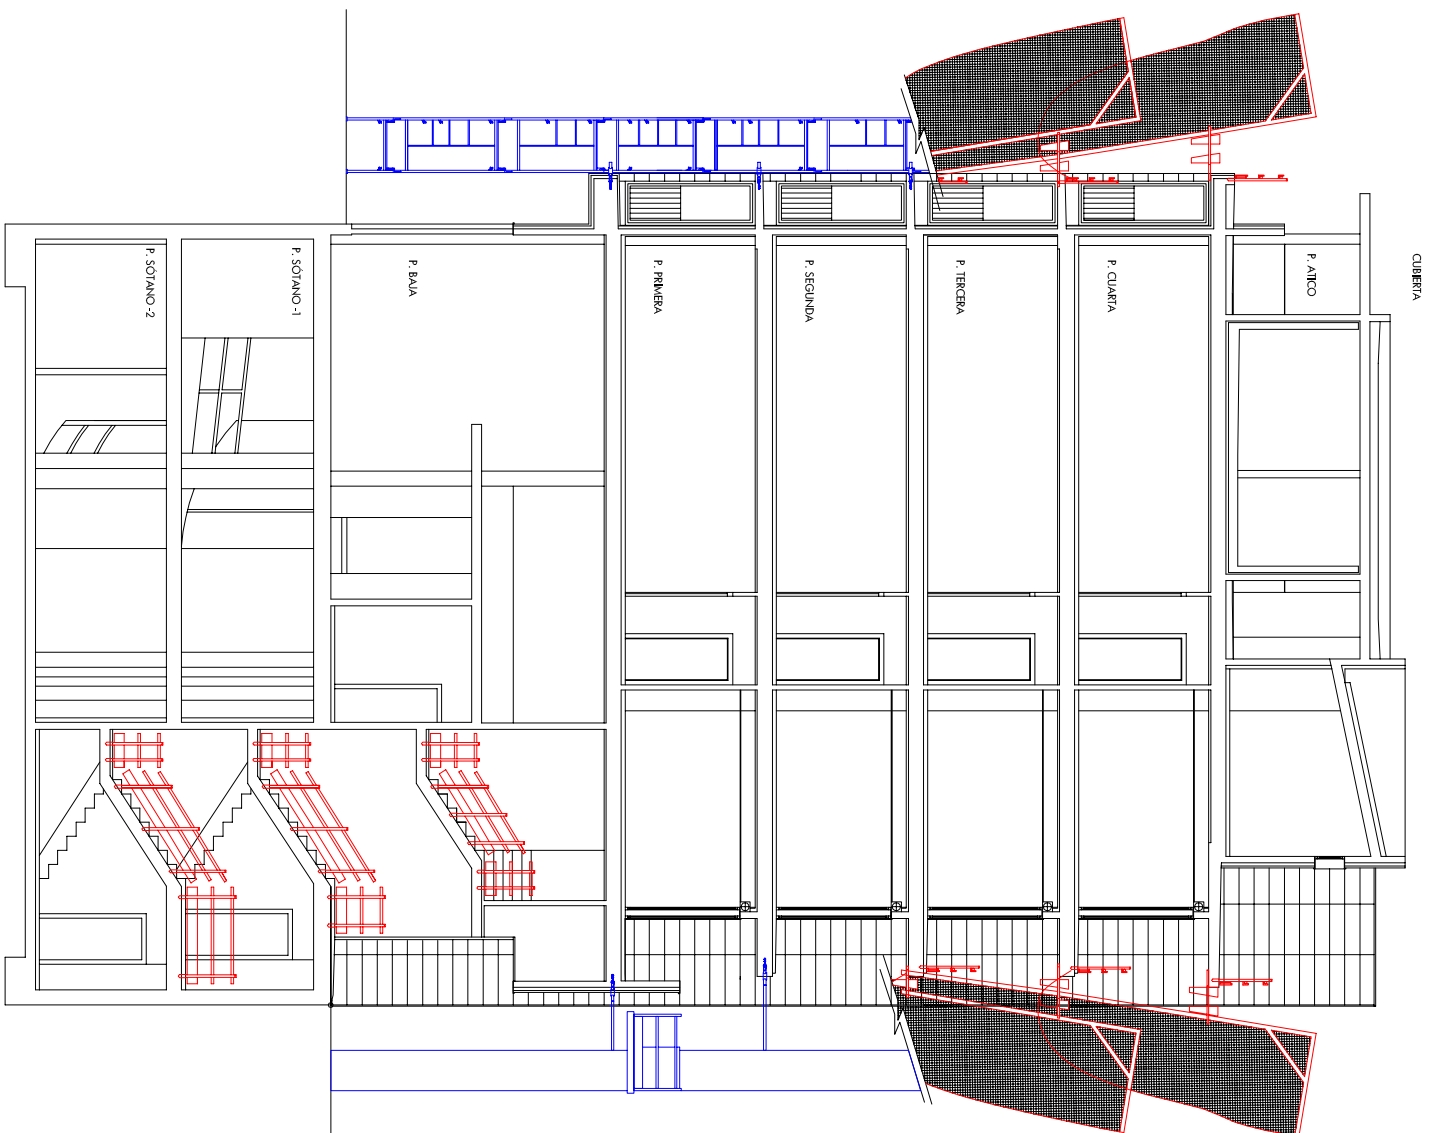 CUBIERTA
P. ATICO
P. CUARTA
P. TERCERA
P. SEGUNDA
P. PRIMERA
P. BAJA
P. SÓTANO -1
P. SÓTANO -2